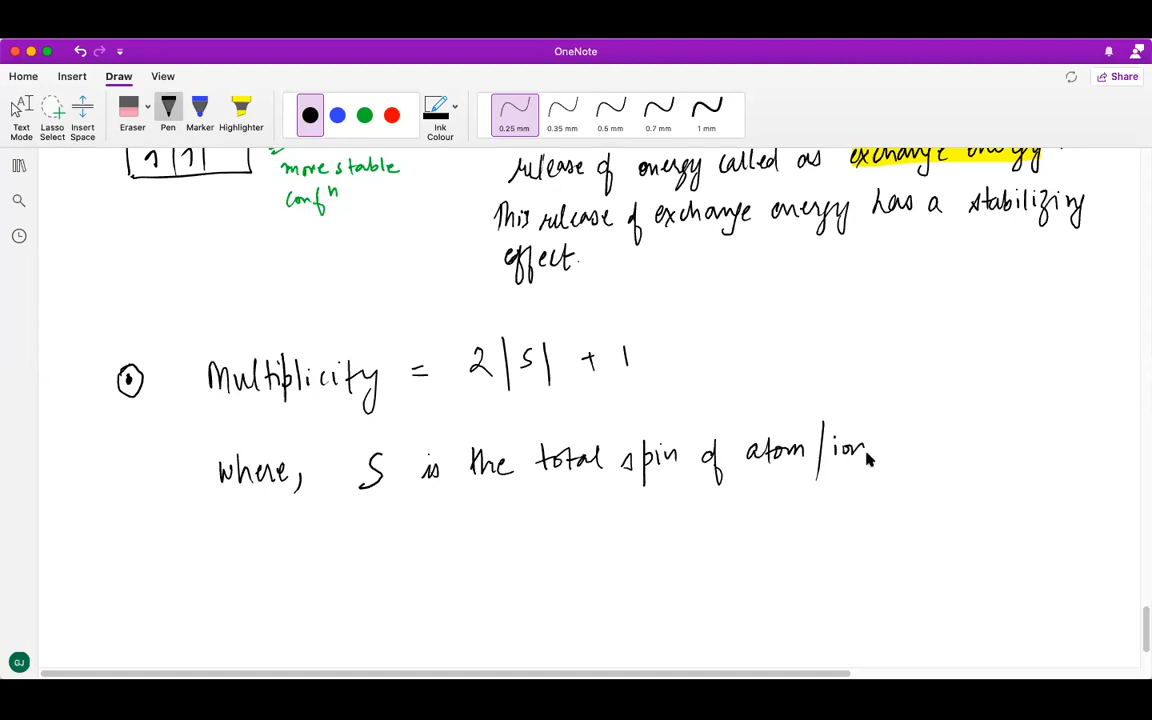 OneNote
Home Insert Draw View
Share
Text Mode
Lasso Select
Insert Space
Eraser
Pen
Marker
Highlighter
Ink Colour
0.25 mm
0.35 mm
0.5 mm
0.7 mm
1 mm
more stable
confⁿ
release of energy called as exchange energy.
This release of exchange energy has a stabilizing
effect.
Multiplicity = 2|S| + 1
where, S is the total spin of atom/ion
GJ